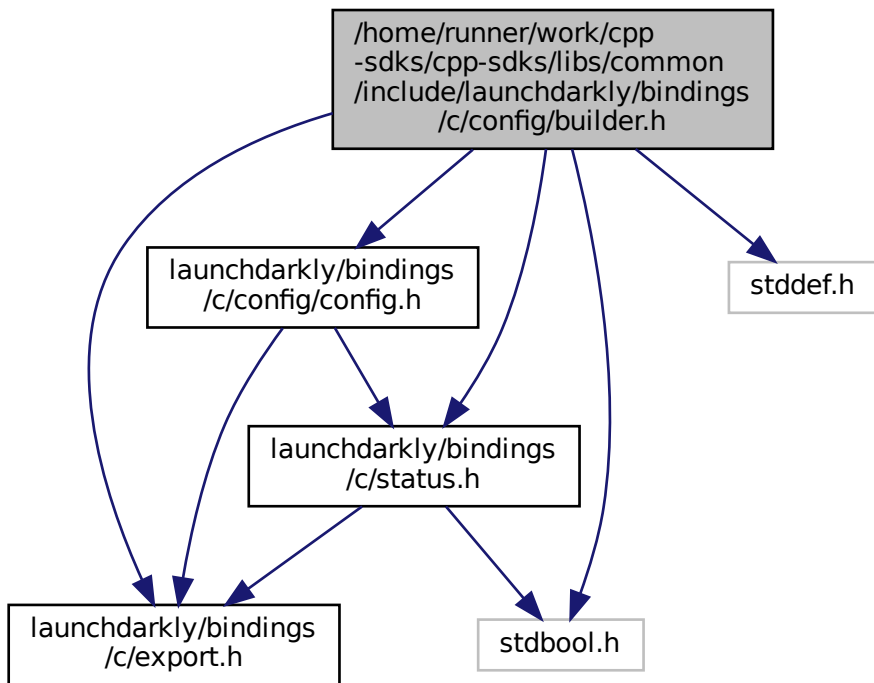 /home/runner/work/cpp
-sdks/cpp-sdks/libs/common
/include/launchdarkly/bindings
/c/config/builder.h
launchdarkly/bindings
/c/config/config.h
stddef.h
launchdarkly/bindings
/c/status.h
launchdarkly/bindings
/c/export.h
stdbool.h